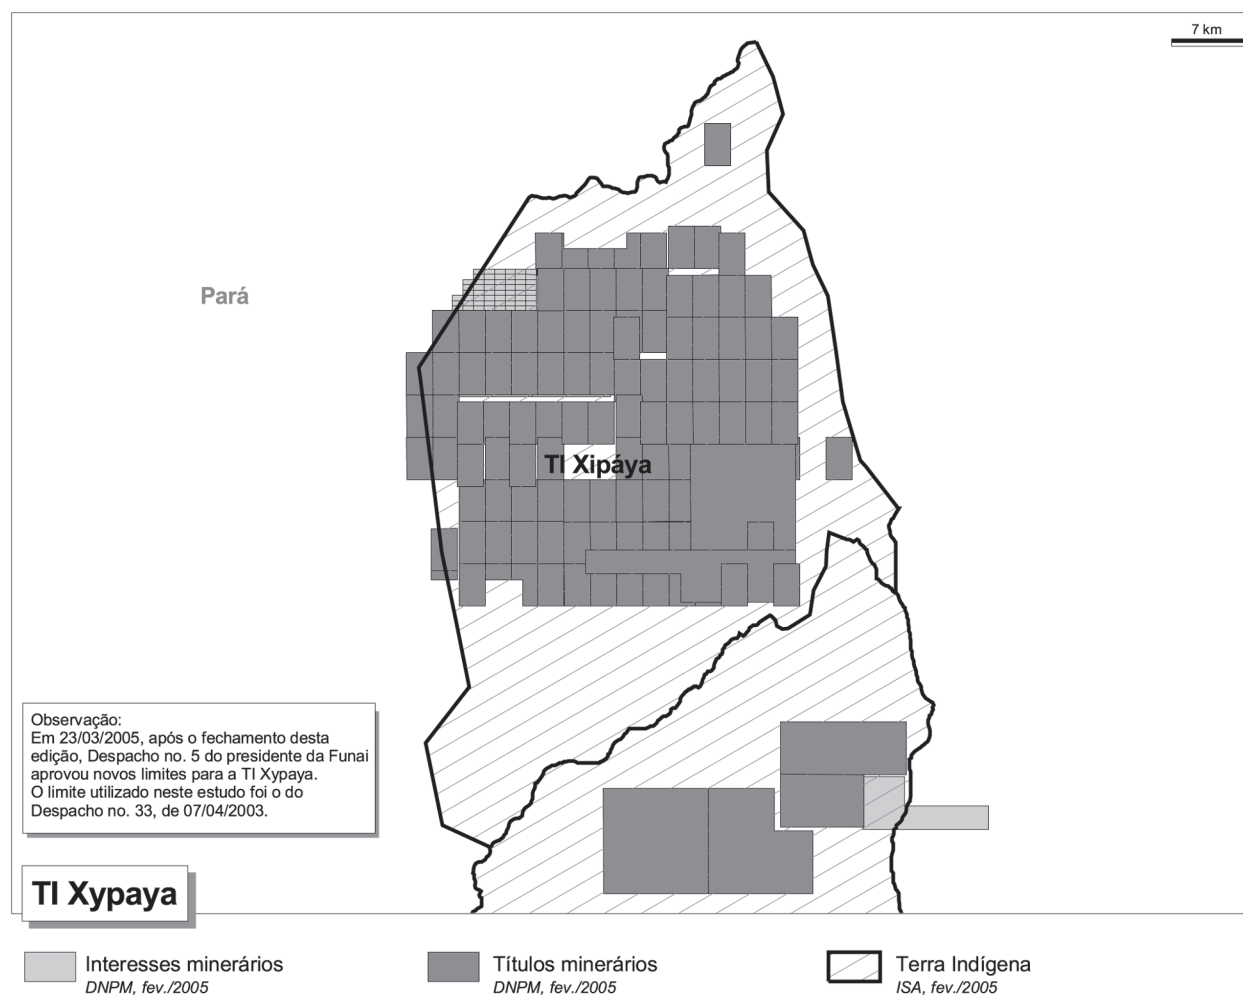 7 km
Pará
TI Xipáya
Observação:
Em 23/03/2005, após o fechamento desta
edição, Despacho no. 5 do presidente da Funai
aprovou novos limites para a TI Xypaya.
O limite utilizado neste estudo foi o do
Despacho no. 33, de 07/04/2003.
TI Xypaya
Interesses minerários
DNPM, fev./2005
Títulos minerários
DNPM, fev./2005
Terra Indígena
ISA, fev./2005